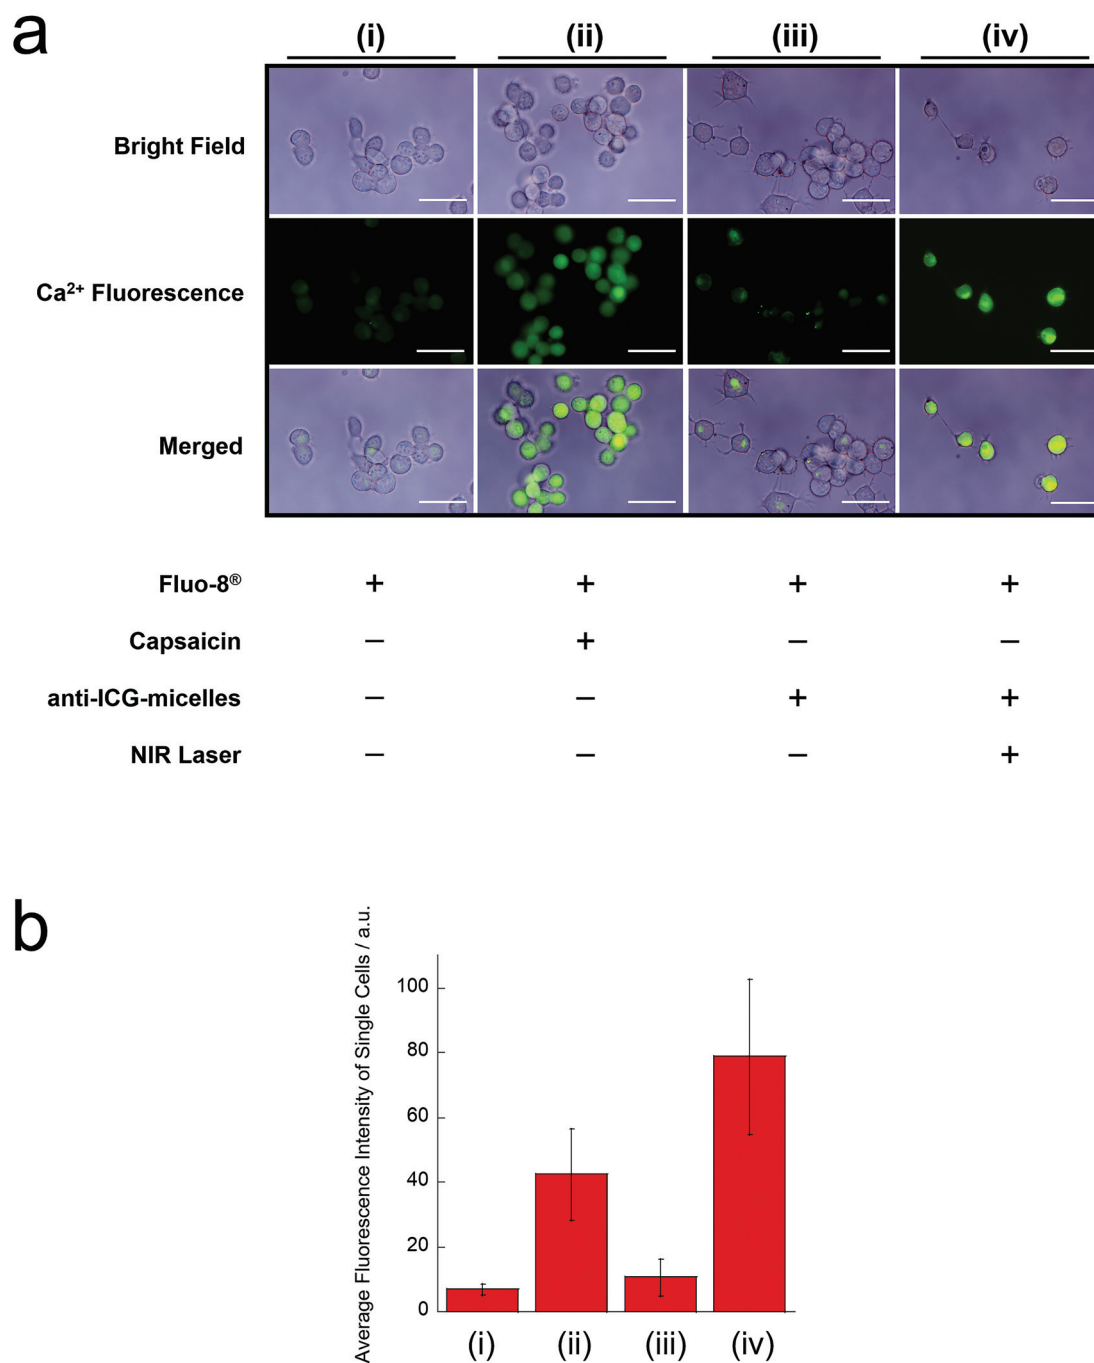 a
(i) (ii) (iii) (iv)
Bright Field
Ca²⁺ Fluorescence
Merged
Fluo-8® + + + +
Capsaicin – + – –
anti-ICG-micelles – – + +
NIR Laser – – – +
b
Average Fluorescence Intensity of Single Cells / a.u.
100
80
60
40
20
0
(i) (ii) (iii) (iv)